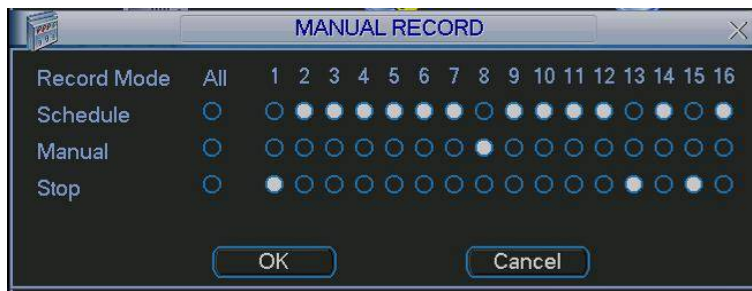 MANUAL RECORD
Record Mode All 1 2 3 4 5 6 7 8 9 10 11 12 13 14 15 16
Schedule
Manual
Stop
OK Cancel